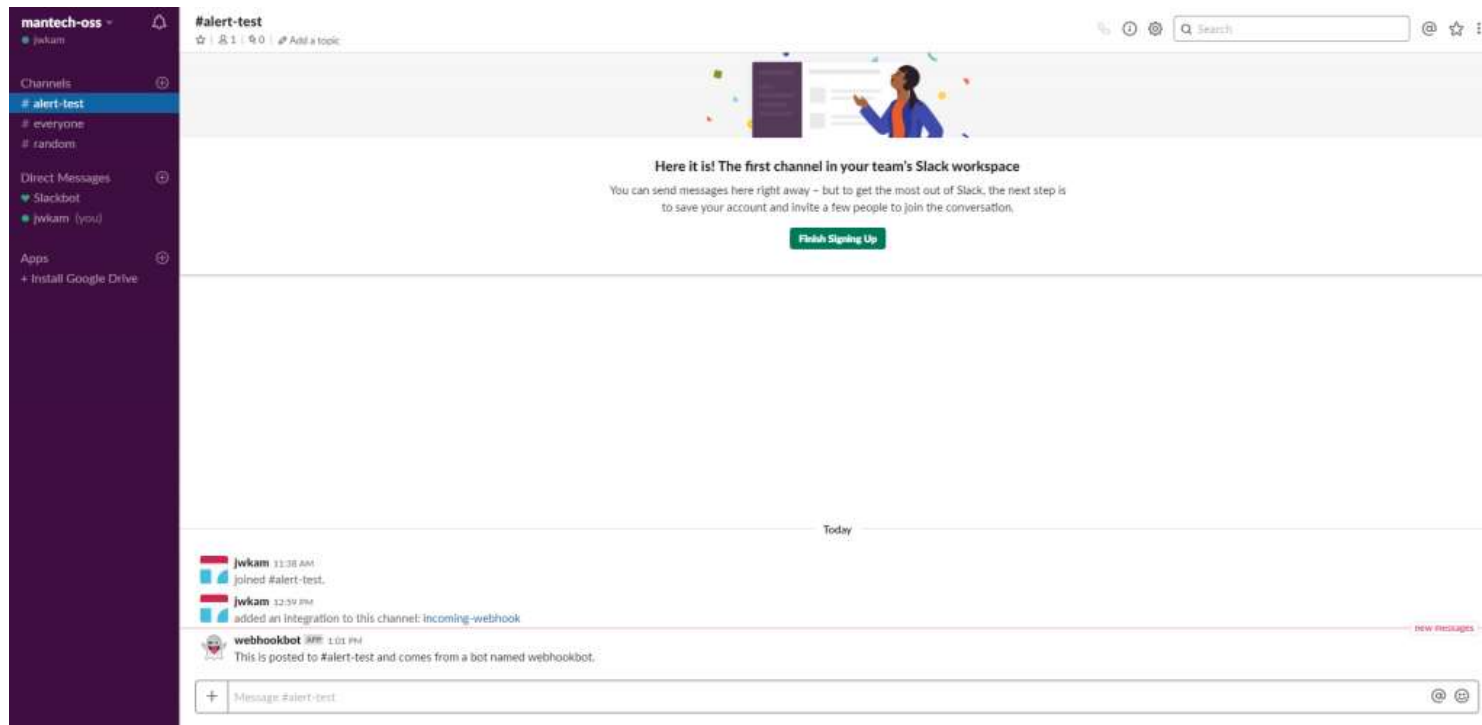 mantech-oss
jwkam
Channels
# alert-test
# everyone
# random
Direct Messages
Slackbot
jwkam (you)
Apps
+ Install Google Drive
#alert-test
1 | 0 | Add a topic
Search
Here it is! The first channel in your team's Slack workspace
You can send messages here right away – but to get the most out of Slack, the next step is
to save your account and invite a few people to join the conversation.
Finish Signing Up
Today
jwkam 11:38 AM
joined #alert-test.
jwkam 12:59 PM
added an integration to this channel: incoming-webhook
new messages
webhookbot APP 1:01 PM
This is posted to #alert-test and comes from a bot named webhookbot.
Message #alert-test